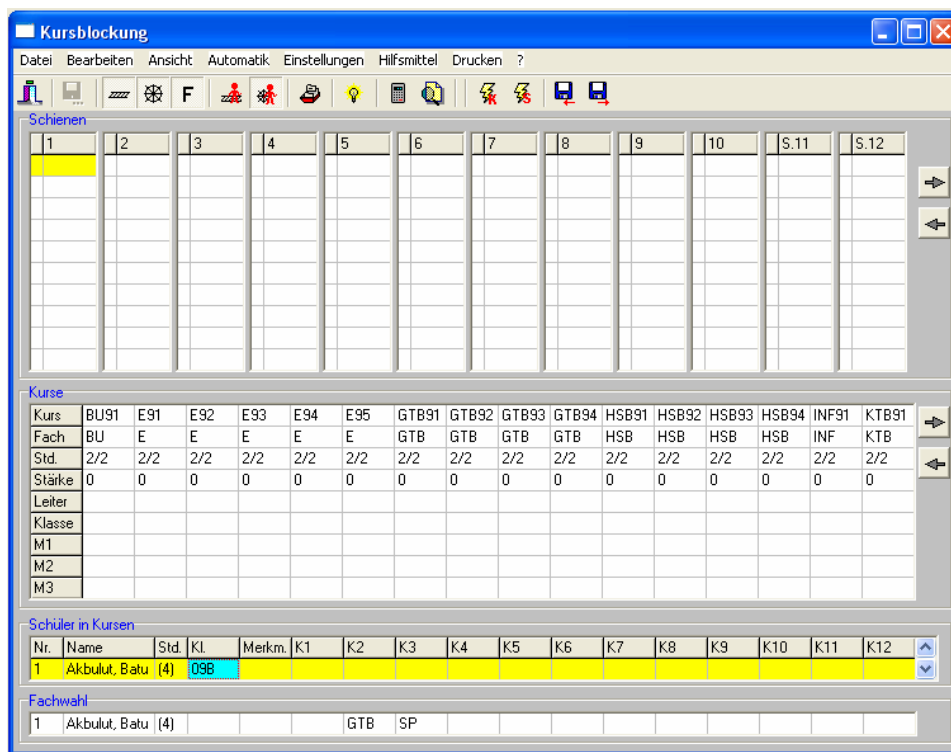 Kursblockung
Datei Bearbeiten Ansicht Automatik Einstellungen Hilfsmittel Drucken ?
F K S
Schienen
1 2 3 4 5 6 7 8 9 10 S.11 S.12
Kurse
Kurs BU91 E91 E92 E93 E94 E95 GTB91 GTB92 GTB93 GTB94 HSB91 HSB92 HSB93 HSB94 INF91 KTB91
Fach BU E E E E E GTB GTB GTB GTB HSB HSB HSB HSB INF KTB
Std. 2/2 2/2 2/2 2/2 2/2 2/2 2/2 2/2 2/2 2/2 2/2 2/2 2/2 2/2 2/2 2/2
Stärke 0 0 0 0 0 0 0 0 0 0 0 0 0 0 0 0
Leiter
Klasse
M1
M2
M3
Schüler in Kursen
Nr. Name Std. Kl. Merkm. K1 K2 K3 K4 K5 K6 K7 K8 K9 K10 K11 K12
1 Akbulut, Batu (4) 09B
Fachwahl
1 Akbulut, Batu (4) GTB SP